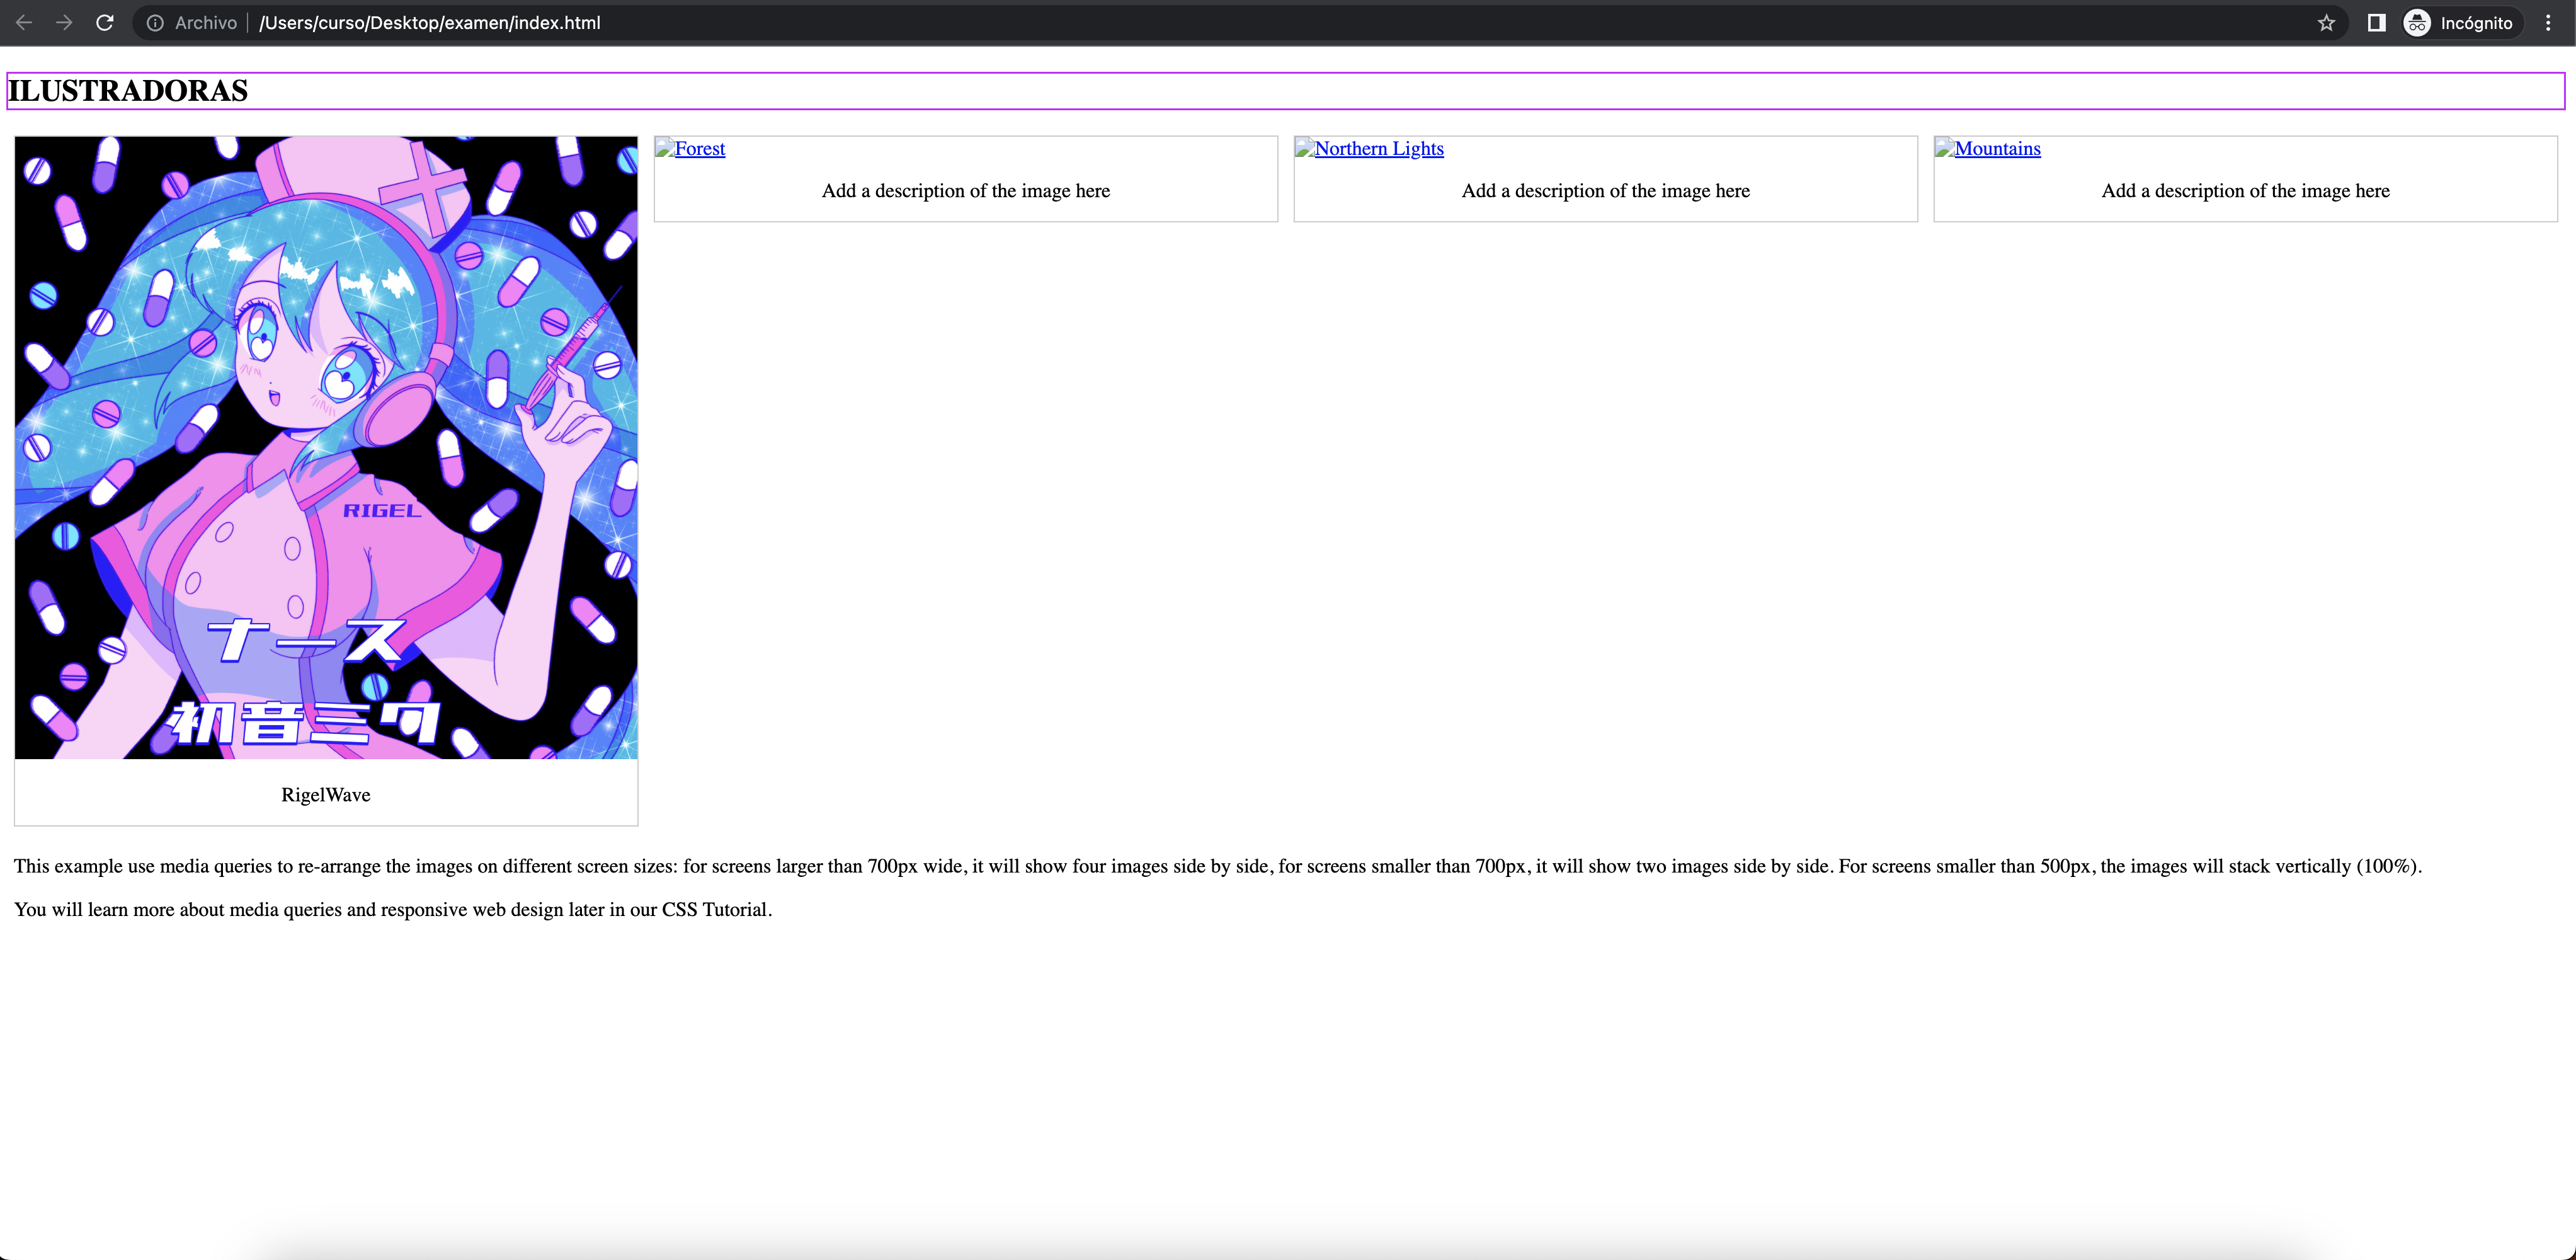 Archivo /Users/curso/Desktop/examen/index.html Incógnito
ILUSTRADORAS
RIGEL
ナース
初音ミク
RigelWave
Forest
Add a description of the image here
Northern Lights
Add a description of the image here
Mountains
Add a description of the image here
This example use media queries to re-arrange the images on different screen sizes: for screens larger than 700px wide, it will show four images side by side, for screens smaller than 700px, it will show two images side by side. For screens smaller than 500px, the images will stack vertically (100%).
You will learn more about media queries and responsive web design later in our CSS Tutorial.